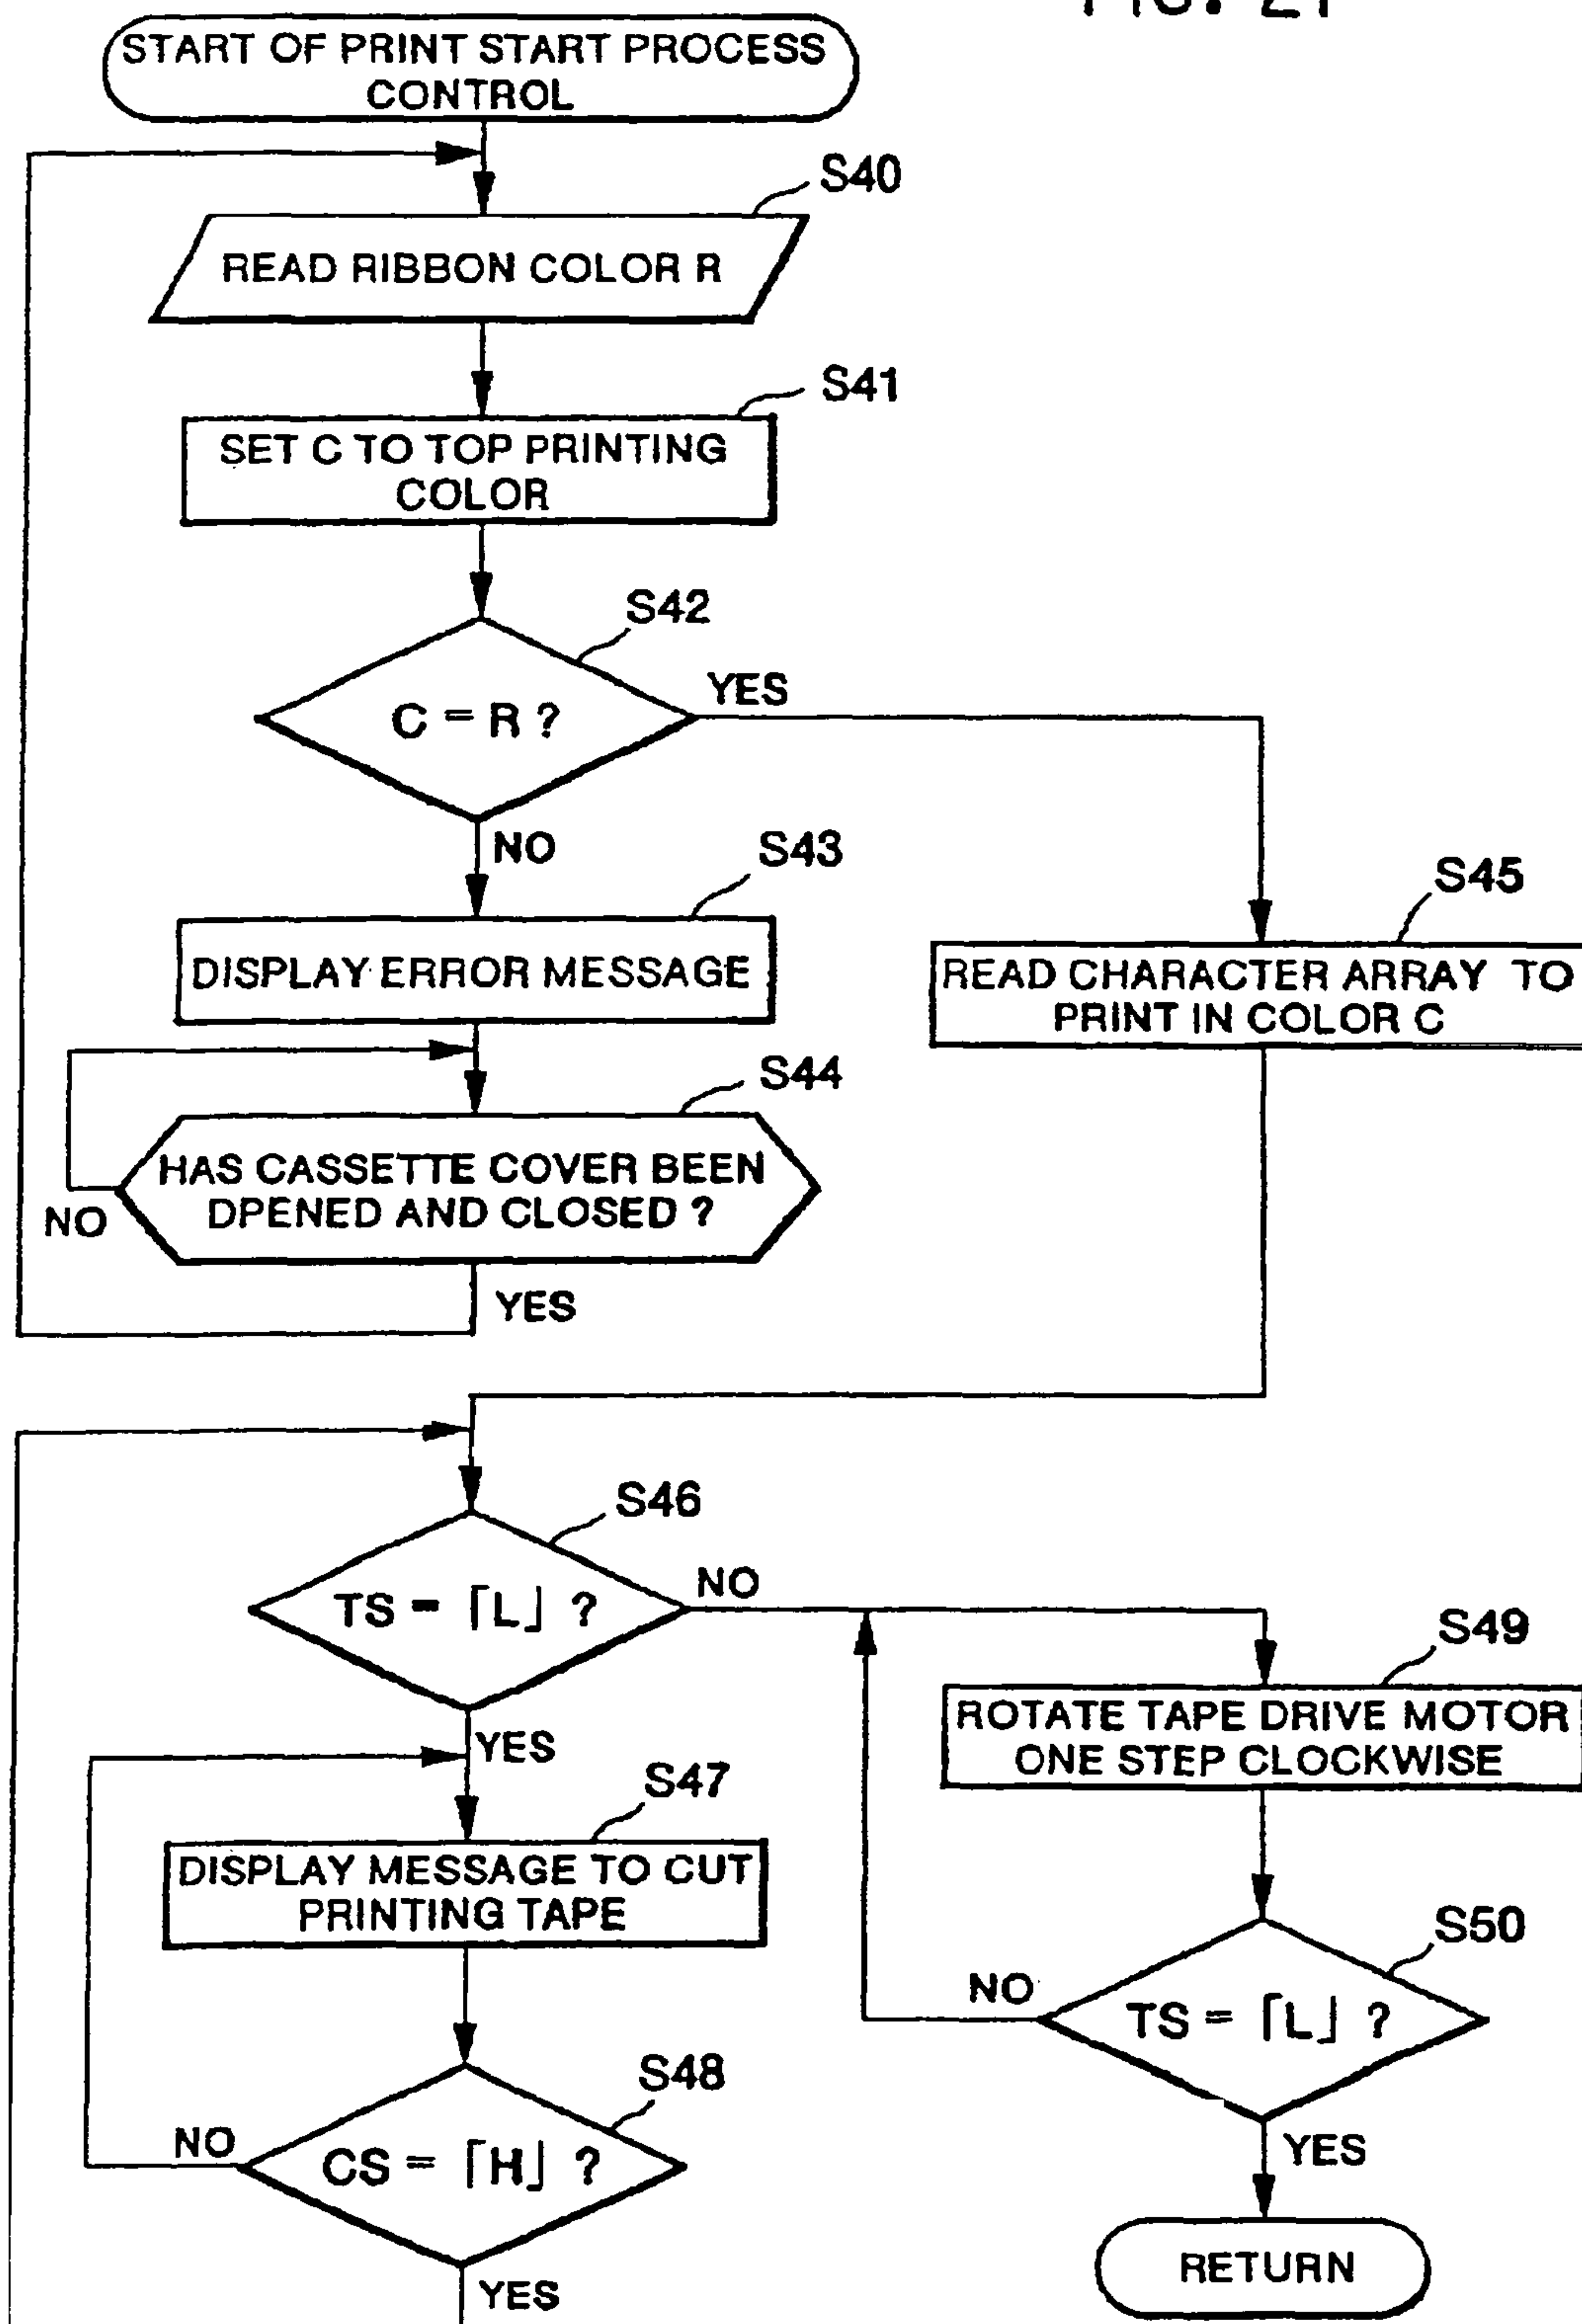 START OF PRINT START PROCESS
CONTROL
S40
READ RIBBON COLOR R
S41
SET C TO TOP PRINTING
COLOR
S42
C = R ?
YES
NO
S43
DISPLAY ERROR MESSAGE
S45
READ CHARACTER ARRAY TO
PRINT IN COLOR C
S44
HAS CASSETTE COVER BEEN
DPENED AND CLOSED ?
NO
YES
S46
TS = ⌈L⌋ ?
NO
YES
S49
ROTATE TAPE DRIVE MOTOR
ONE STEP CLOCKWISE
S47
DISPLAY MESSAGE TO CUT
PRINTING TAPE
S50
TS = ⌈L⌋ ?
NO
YES
S48
CS = ⌈H⌋ ?
NO
YES
RETURN